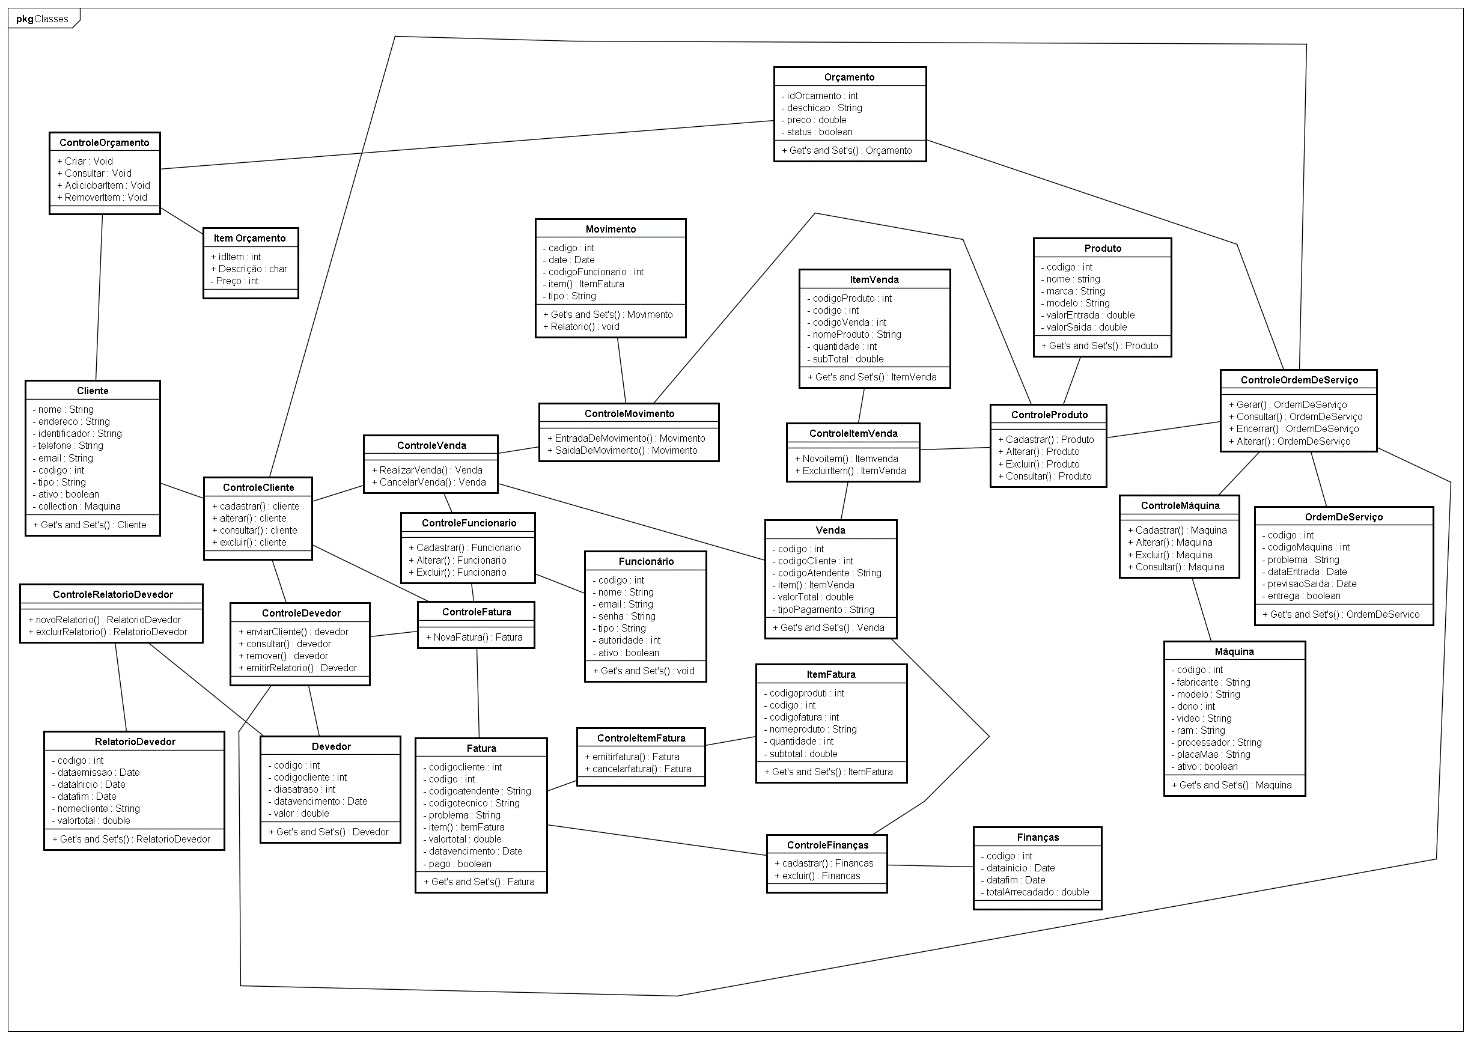 pkg Classes
Orçamento
- idOrcamento : int
- deschicao : String
- preco : double
- status : boolean
+ Get's and Set's() : Orçamento
ControleOrçamento
+ Criar : Void
+ Consultar : Void
+ AdiciobarItem : Void
+ RemoverItem : Void
Item Orçamento
+ idItem : int
+ Descrição : char
- Preço : int
Movimento
- cadigo : int
- date : Date
- codigoFuncionario : int
- item() : ItemFatura
- tipo : String
+ Get's and Set's() : Movimento
+ Relatorio() : void
ItemVenda
- codigoProduto : int
- codigo : int
- codigoVenda : int
- nomeProduto : String
- quantidade : int
- subTotal : double
+ Get's and Set's() : ItemVenda
Produto
- codigo : int
- nome : string
- marca : String
- modelo : String
- valorEntrada : double
- valorSaida : double
+ Get's and Set's() : Produto
Cliente
- nome : String
- endereco : String
- identificador : String
- telefone : String
- email : String
- codigo : int
- tipo : String
- ativo : boolean
- collection : Maquina
+ Get's and Set's() : Cliente
ControleMovimento
+ EntradaDeMovimento() : Movimento
+ SaidaDeMovimento() : Movimento
ControleProduto
+ Cadastrar() : Produto
+ Alterar() : Produto
+ Excluir() : Produto
+ Consultar() : Produto
ControleOrdemDeServiço
+ Gerar() : OrdemDeServiço
+ Consultar() : OrdemDeServiço
+ Encerrar() : OrdemDeServiço
+ Alterar() : OrdemDeServiço
ControleVenda
+ RealizarVenda() : Venda
+ CancelarVenda() : Venda
ControleItemVenda
+ Novoitem() : Itemvenda
+ ExcluirItem() : ItemVenda
ControleCliente
+ cadastrar() : cliente
+ alterar() : cliente
+ consultar() : cliente
+ excluir() : cliente
ControleFuncionario
+ Cadastrar() : Funcionario
+ Alterar() : Funcionario
+ Excluir() : Funcionario
Venda
- codigo : int
- codigoCliente : int
- codigoAtendente : String
- item() : ItemVenda
- valorTotal : double
- tipoPagamento : String
+ Get's and Set's() : Venda
ControleMáquina
+ Cadastrar() : Maquina
+ Alterar() : Maquina
+ Excluir() : Maquina
+ Consultar() : Maquina
OrdemDeServiço
- codigo : int
- codigoMaquina : int
- problema : String
- dataEntrada : Date
- previsaoSaida : Date
- entrega : boolean
+ Get's and Set's() : OrdemDeServico
Funcionário
- codigo : int
- nome : String
- email : String
- senha : String
- tipo : String
- autoridade : int
- ativo : boolean
+ Get's and Set's() : void
ControleRelatorioDevedor
+ novoRelatorio() : RelatorioDevedor
+ excluirRelatorio() : RelatorioDevedor
ControleDevedor
+ enviarCliente() : devedor
+ consultar() : devedor
+ remover() : devedor
+ emitirRelatorio() : Devedor
ControleFatura
+ NovaFatura() : Fatura
Máquina
- codigo : int
- fabricante : String
- modelo : String
- dono : int
- video : String
- ram : String
- processador : String
- placaMae : String
- ativo : boolean
+ Get's and Set's() : Maquina
ItemFatura
- codigoproduti : int
- codigo : int
- codigofatura : int
- nomeproduto : String
- quantidade : int
- subtotal : double
+ Get's and Set's() : ItemFatura
RelatorioDevedor
- codigo : int
- dataemissao : Date
- datainicio : Date
- datafim : Date
- nomecliente : String
- valortotal : double
+ Get's and Set's() : RelatorioDevedor
Devedor
- codigo : int
- codigocliente : int
- diasatraso : int
- datavencimento : Date
- valor : double
+ Get's and Set's() : Devedor
Fatura
- codigocliente : int
- codigo : int
- codigoatendente : String
- codigotecnico : String
- problema : String
- item() : ItemFatura
- valortotal : double
- datavencimento : Date
- pago : boolean
+ Get's and Set's() : Fatura
ControleItemFatura
+ emitirfatura() : Fatura
+ cancelarfatura() : Fatura
ControleFinanças
+ cadastrar() : Financas
+ excluir() : Financas
Finanças
- codigo : int
- datainicio : Date
- datafim : Date
- totalArrecadado : double